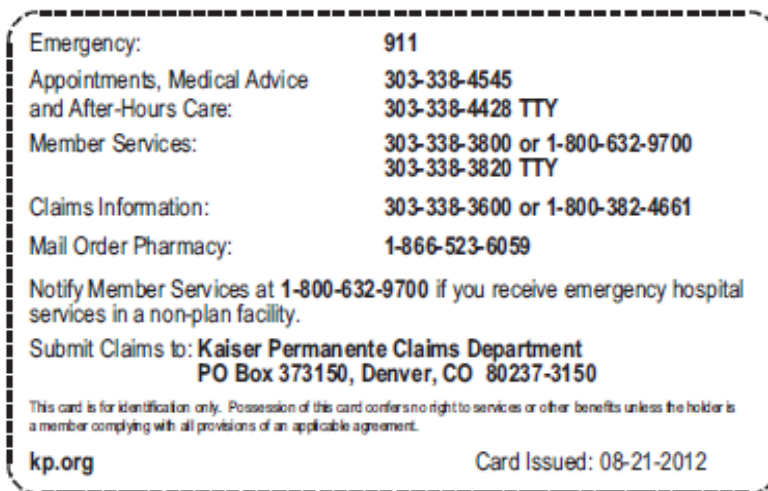 Emergency: 911
Appointments, Medical Advice 303-338-4545
and After-Hours Care: 303-338-4428 TTY
Member Services: 303-338-3800 or 1-800-632-9700
303-338-3820 TTY
Claims Information: 303-338-3600 or 1-800-382-4661
Mail Order Pharmacy: 1-866-523-6059
Notify Member Services at 1-800-632-9700 if you receive emergency hospital
services in a non-plan facility.
Submit Claims to: Kaiser Permanente Claims Department
PO Box 373150, Denver, CO 80237-3150
This card is for identification only. Possession of this card confers no right to services or other benefits unless the holder is
a member complying with all provisions of an applicable agreement.
kp.org Card Issued: 08-21-2012